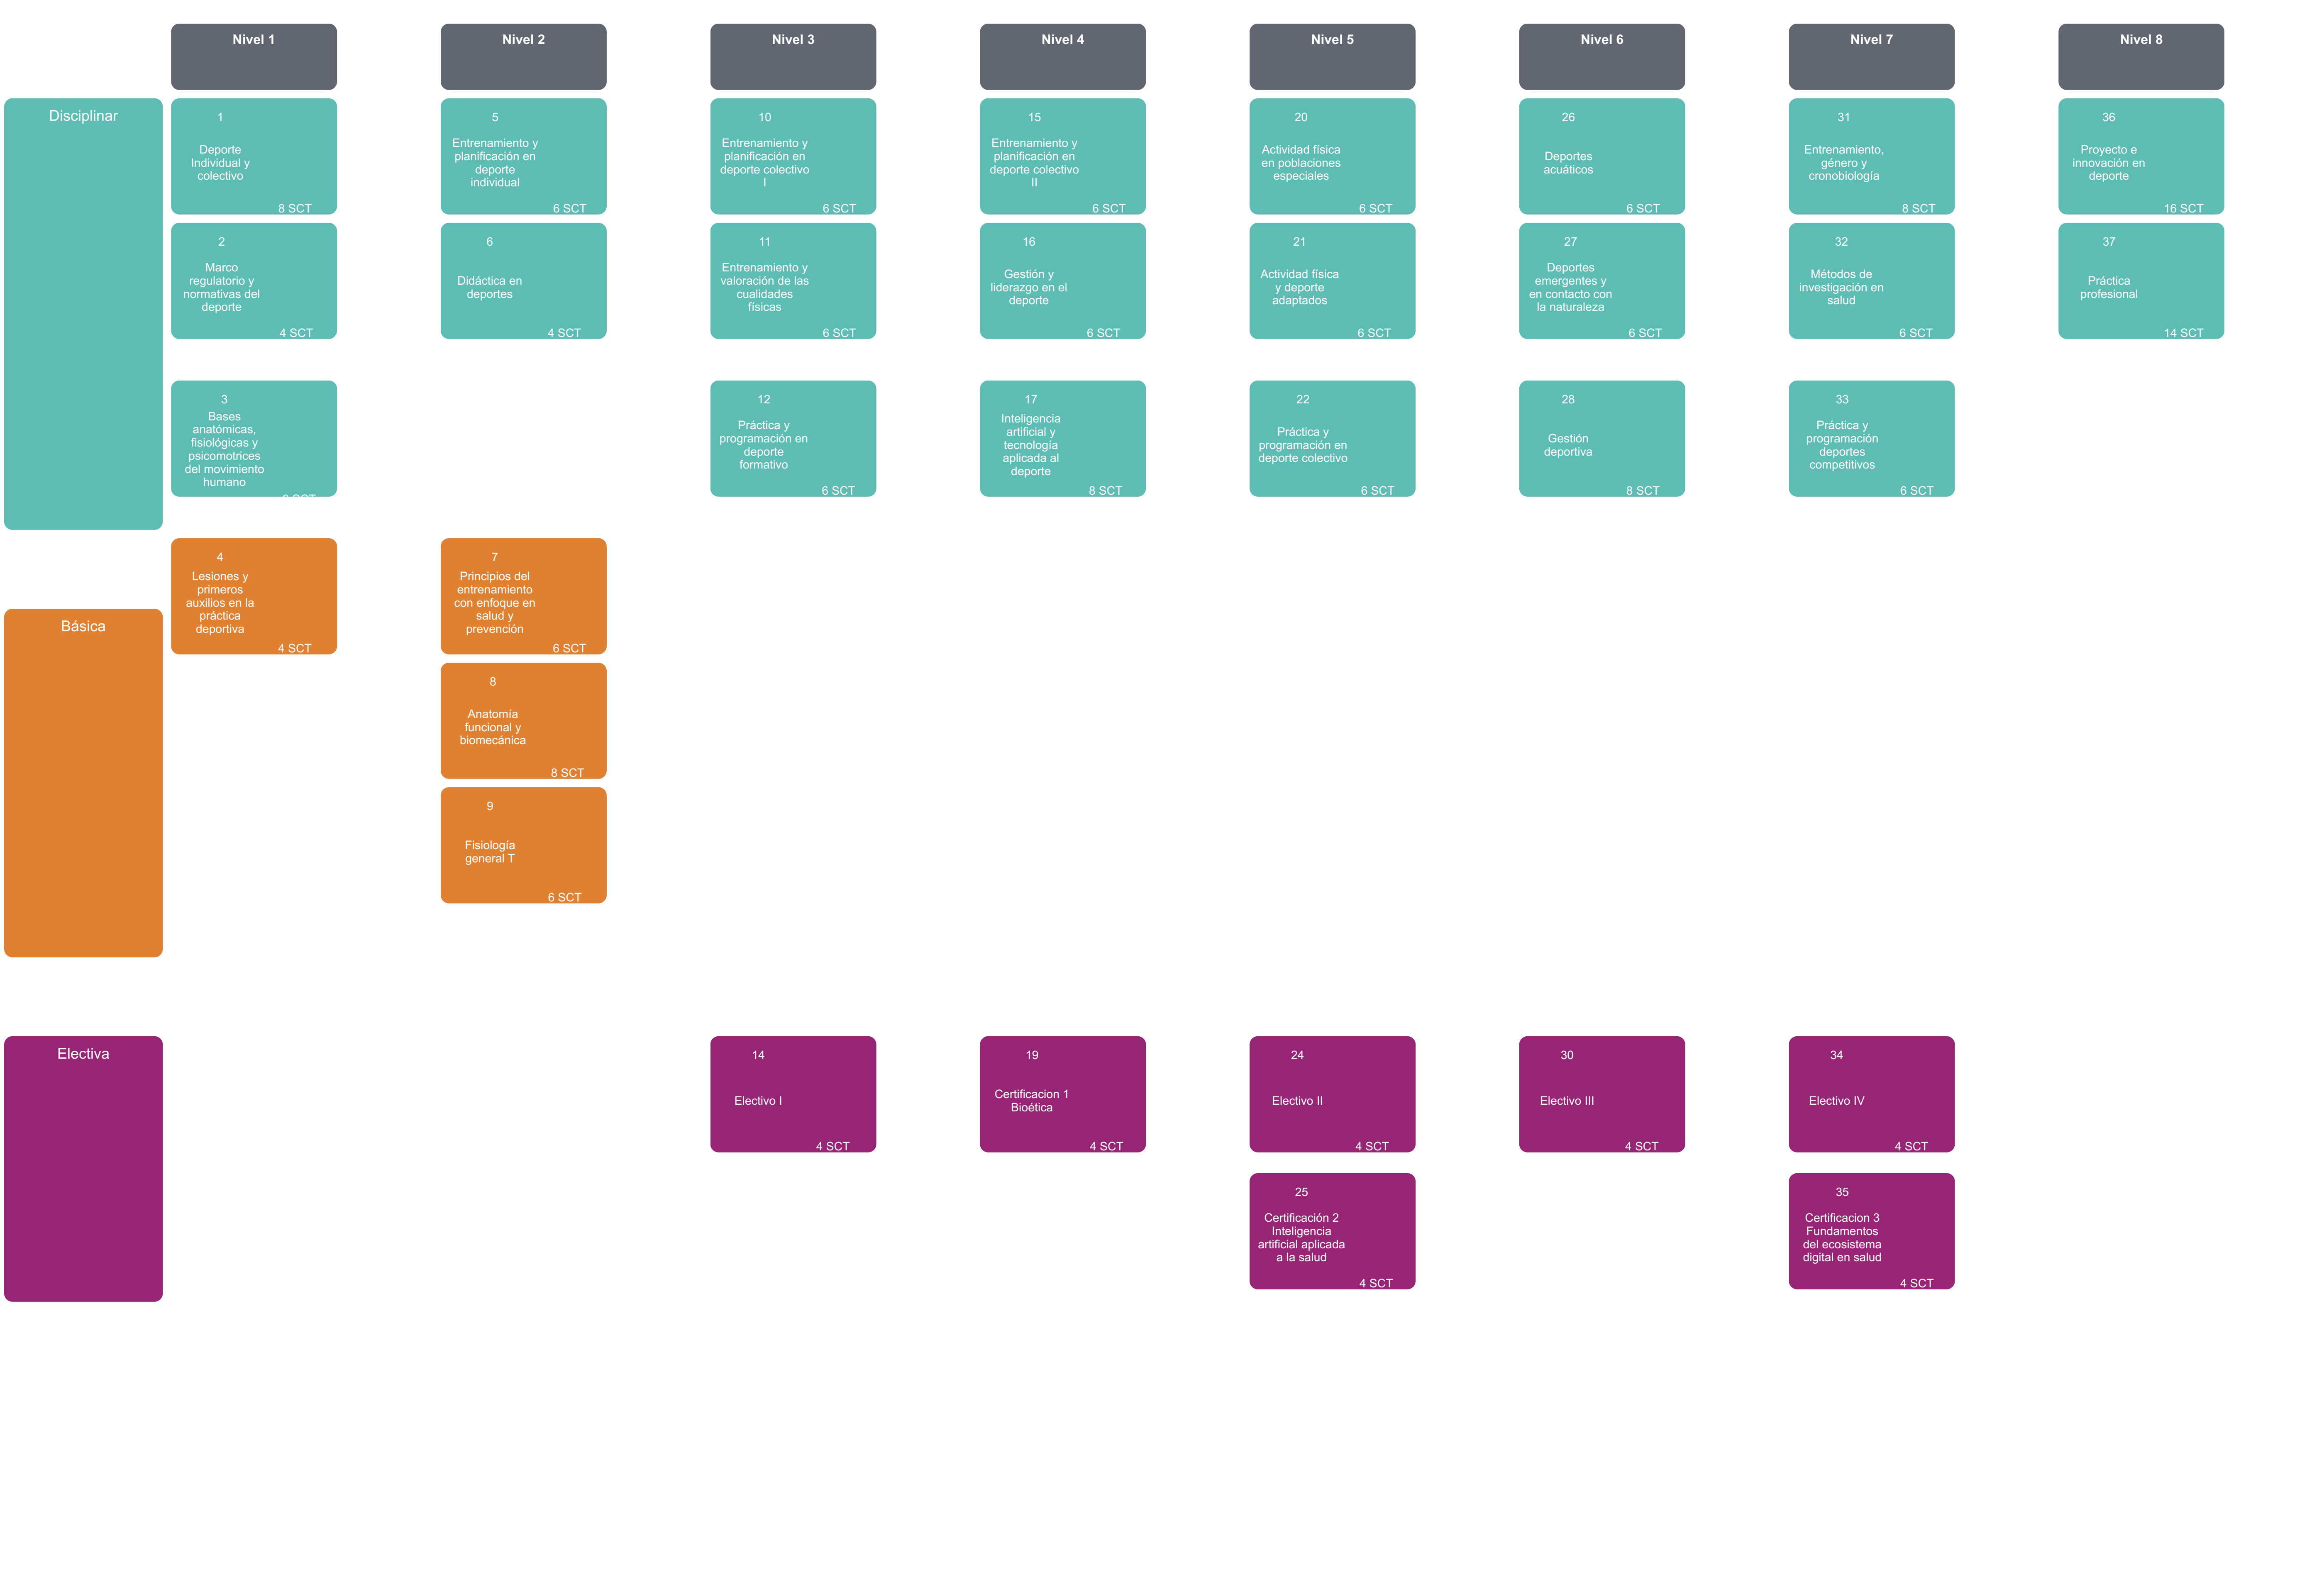 Nivel 1
Nivel 2
Nivel 3
Nivel 4
Nivel 5
Nivel 6
Nivel 7
Nivel 8
Disciplinar
1
Deporte
Individual y
colectivo
8 SCT
5
Entrenamiento y
planificación en
deporte
individual
6 SCT
10
Entrenamiento y
planificación en
deporte colectivo
I
6 SCT
15
Entrenamiento y
planificación en
deporte colectivo
II
6 SCT
20
Actividad física
en poblaciones
especiales
6 SCT
26
Deportes
acuáticos
6 SCT
31
Entrenamiento,
género y
cronobiología
8 SCT
36
Proyecto e
innovación en
deporte
16 SCT
2
Marco
regulatorio y
normativas del
deporte
4 SCT
6
Didáctica en
deportes
4 SCT
11
Entrenamiento y
valoración de las
cualidades
físicas
6 SCT
16
Gestión y
liderazgo en el
deporte
6 SCT
21
Actividad física
y deporte
adaptados
6 SCT
27
Deportes
emergentes y
en contacto con
la naturaleza
6 SCT
32
Métodos de
investigación en
salud
6 SCT
37
Práctica
profesional
14 SCT
3
Bases
anatómicas,
fisiológicas y
psicomotrices
del movimiento
humano
SCT
12
Práctica y
programación en
deporte
formativo
6 SCT
17
Inteligencia
artificial y
tecnología
aplicada al
deporte
8 SCT
22
Práctica y
programación en
deporte colectivo
6 SCT
28
Gestión
deportiva
8 SCT
33
Práctica y
programación
deportes
competitivos
6 SCT
Básica
4
Lesiones y
primeros
auxilios en la
práctica
deportiva
4 SCT
7
Principios del
entrenamiento
con enfoque en
salud y
prevención
6 SCT
8
Anatomía
funcional y
biomecánica
8 SCT
9
Fisiología
general T
6 SCT
Electiva
14
Electivo I
4 SCT
19
Certificacion 1
Bioética
4 SCT
24
Electivo II
4 SCT
30
Electivo III
4 SCT
34
Electivo IV
4 SCT
25
Certificación 2
Inteligencia
artificial aplicada
a la salud
4 SCT
35
Certificacion 3
Fundamentos
del ecosistema
digital en salud
4 SCT